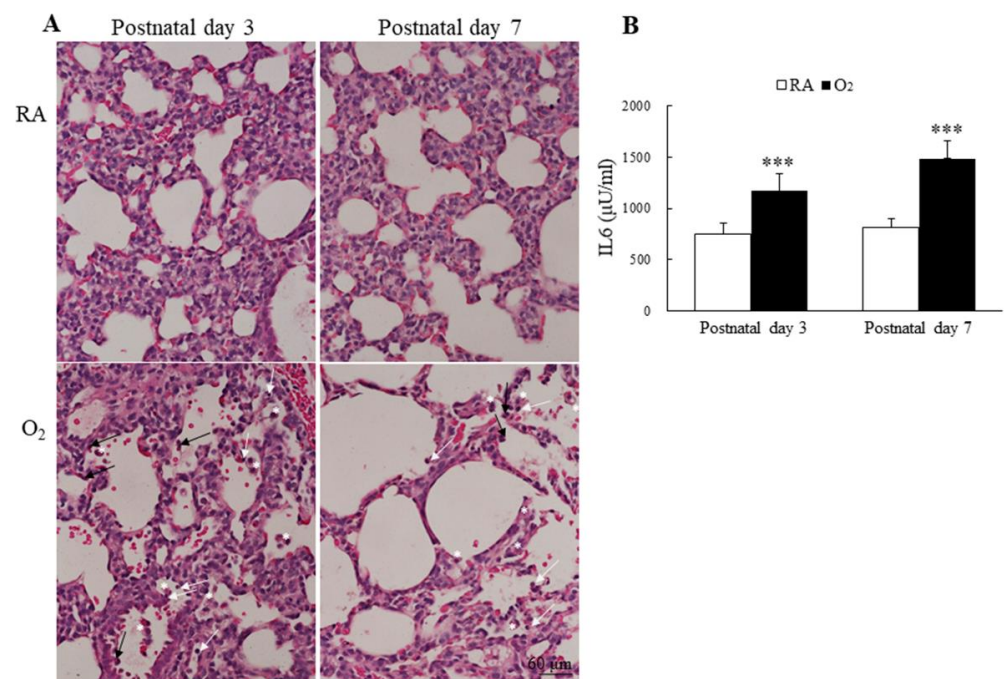 A
Postnatal day 3
Postnatal day 7
RA
O₂
60 μm
B
RA
O₂
2000
1500
1000
500
0
IL6 (μU/ml)
***
***
Postnatal day 3
Postnatal day 7